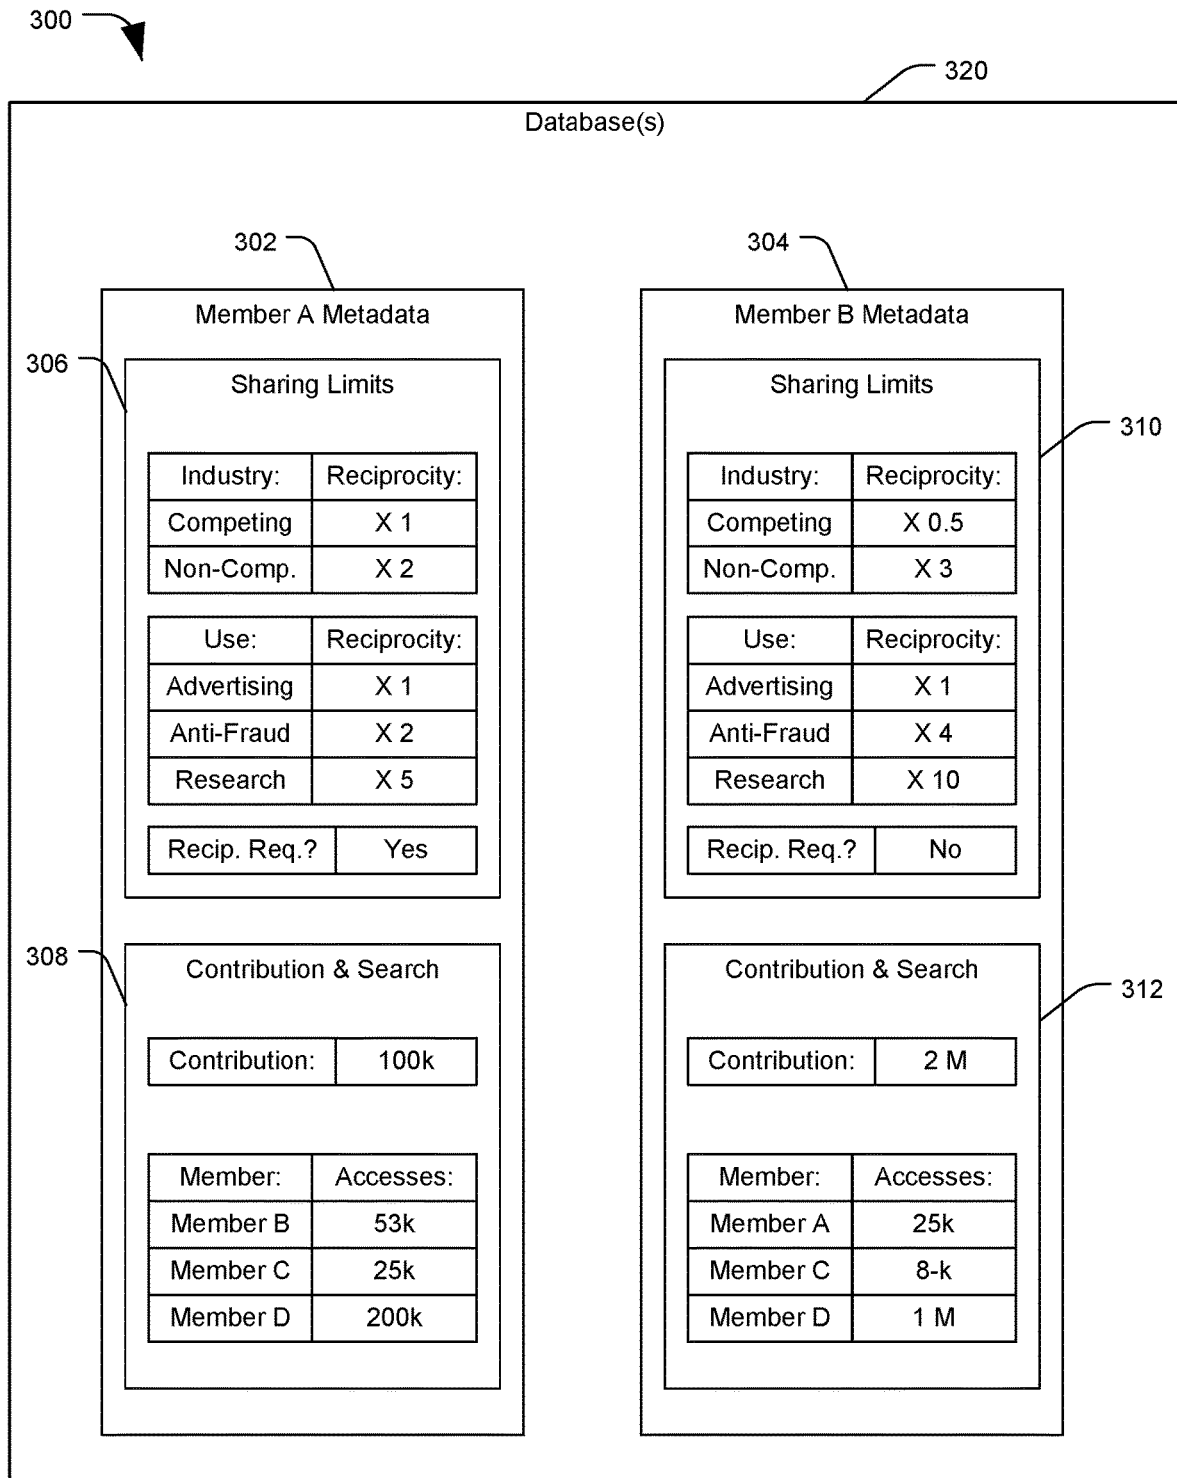 300
320
Database(s)
302
304
Member A Metadata
Member B Metadata
306
Sharing Limits
Sharing Limits
310
Industry: Reciprocity:
Competing X 1
Non-Comp. X 2
Industry: Reciprocity:
Competing X 0.5
Non-Comp. X 3
Use: Reciprocity:
Advertising X 1
Anti-Fraud X 2
Research X 5
Use: Reciprocity:
Advertising X 1
Anti-Fraud X 4
Research X 10
Recip. Req.? Yes
Recip. Req.? No
308
Contribution & Search
Contribution & Search
312
Contribution: 100k
Contribution: 2 M
Member: Accesses:
Member B 53k
Member C 25k
Member D 200k
Member: Accesses:
Member A 25k
Member C 8-k
Member D 1 M